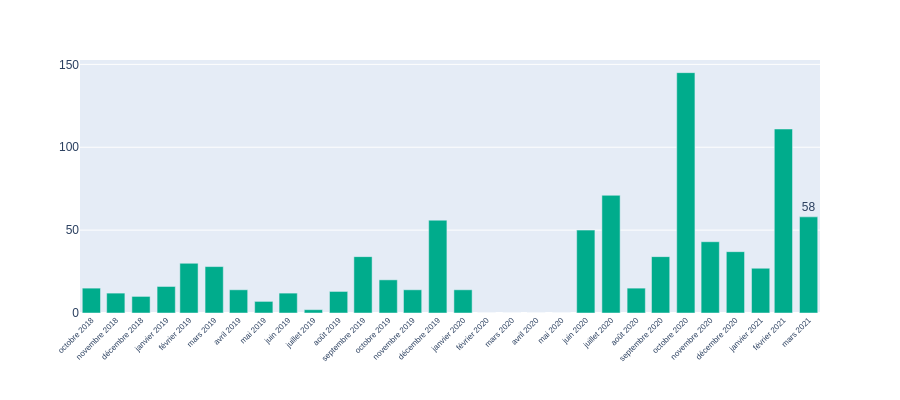 150
100
50
0
58
octobre 2018
novembre 2018
décembre 2018
janvier 2019
février 2019
mars 2019
avril 2019
mai 2019
juin 2019
juillet 2019
août 2019
septembre 2019
octobre 2019
novembre 2019
décembre 2019
janvier 2020
février 2020
mars 2020
avril 2020
mai 2020
juin 2020
juillet 2020
août 2020
septembre 2020
octobre 2020
novembre 2020
décembre 2020
janvier 2021
février 2021
mars 2021